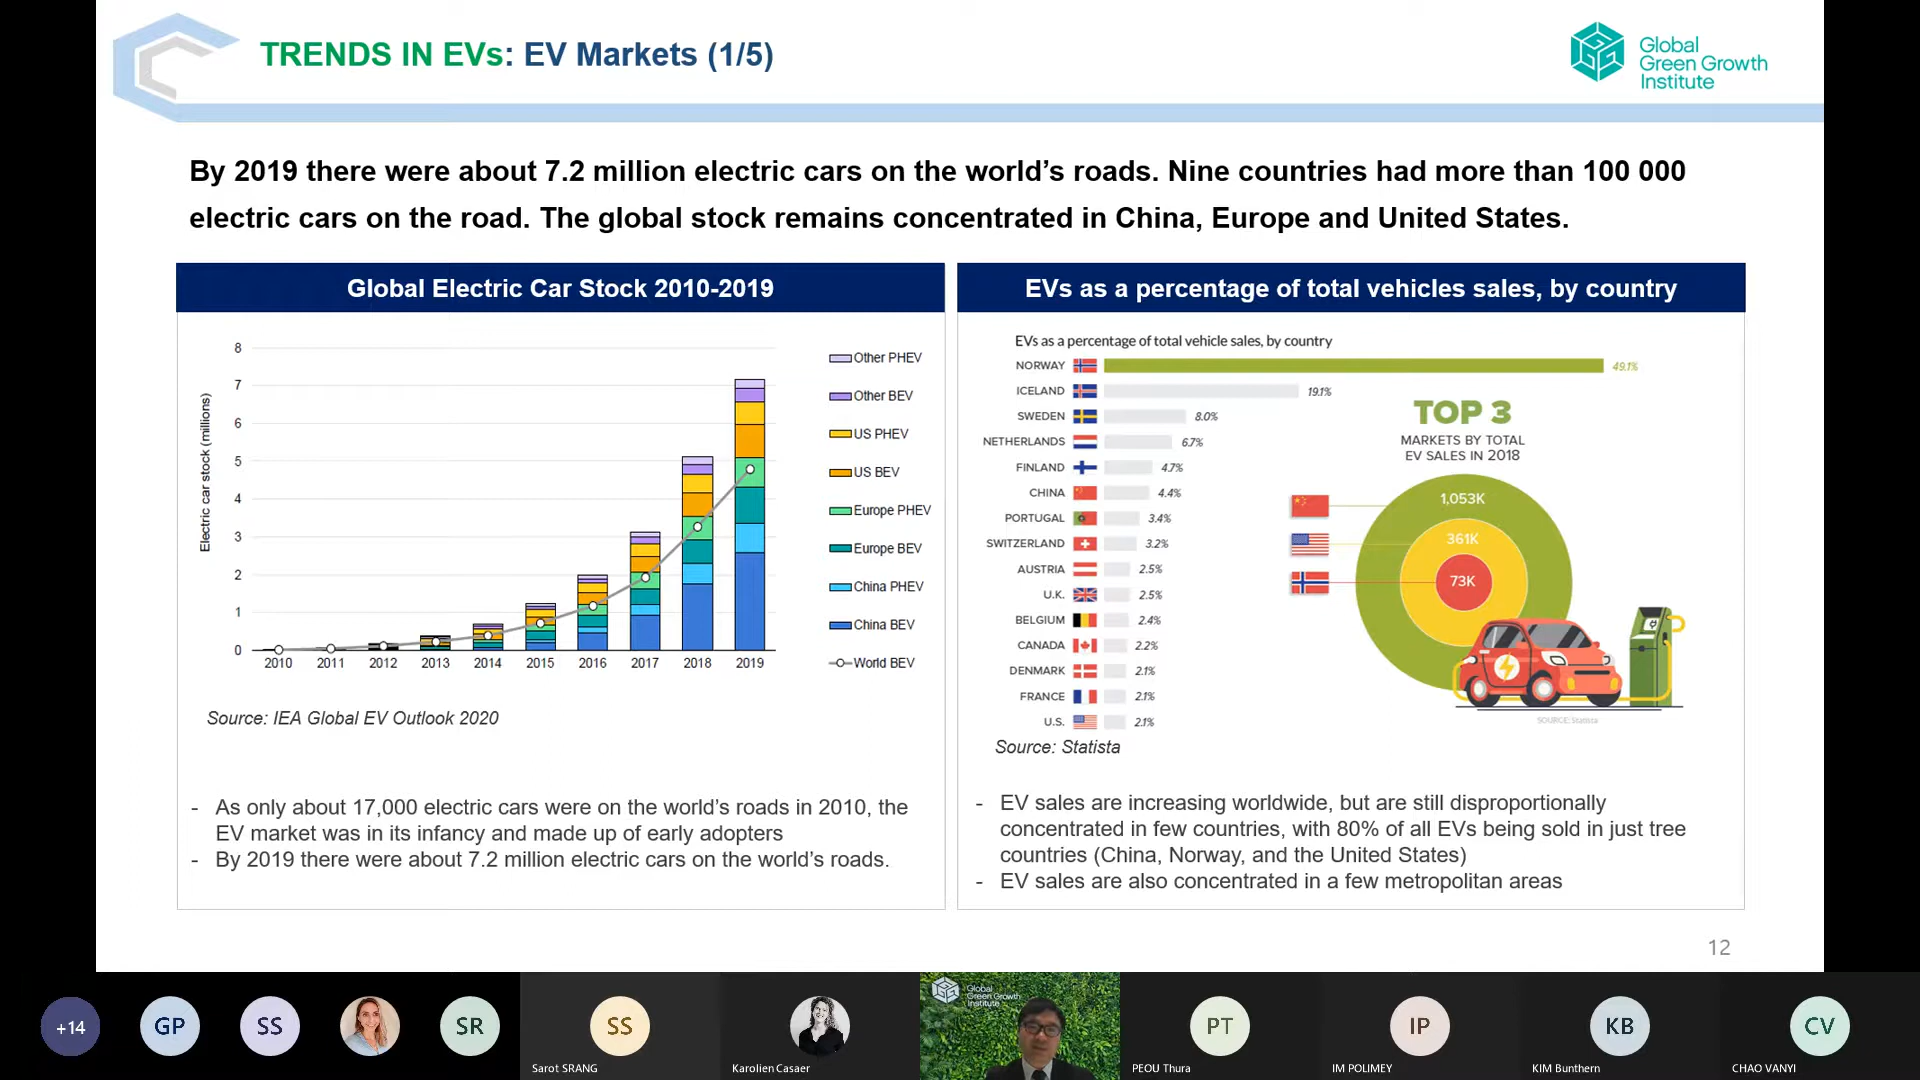 TRENDS IN EVs: EV Markets (1/5)
Global
Green Growth
Institute
By 2019 there were about 7.2 million electric cars on the world’s roads. Nine countries had more than 100 000
electric cars on the road. The global stock remains concentrated in China, Europe and United States.
Global Electric Car Stock 2010-2019
Electric car stock (millions)
8
7
6
5
4
3
2
1
0
2010 2011 2012 2013 2014 2015 2016 2017 2018 2019
Other PHEV
Other BEV
US PHEV
US BEV
Europe PHEV
Europe BEV
China PHEV
China BEV
World BEV
Source: IEA Global EV Outlook 2020
- As only about 17,000 electric cars were on the world’s roads in 2010, the
EV market was in its infancy and made up of early adopters
- By 2019 there were about 7.2 million electric cars on the world’s roads.
EVs as a percentage of total vehicles sales, by country
EVs as a percentage of total vehicle sales, by country
NORWAY 49.1%
ICELAND 19.1%
SWEDEN 8.0%
NETHERLANDS 6.7%
FINLAND 4.7%
CHINA 4.4%
PORTUGAL 3.4%
SWITZERLAND 3.2%
AUSTRIA 2.5%
U.K. 2.5%
BELGIUM 2.4%
CANADA 2.2%
DENMARK 2.1%
FRANCE 2.1%
U.S. 2.1%
TOP 3
MARKETS BY TOTAL
EV SALES IN 2018
1,053K
361K
73K
SOURCE: Statista
Source: Statista
- EV sales are increasing worldwide, but are still disproportionally
concentrated in few countries, with 80% of all EVs being sold in just tree
countries (China, Norway, and the United States)
- EV sales are also concentrated in a few metropolitan areas
12
+14
GP
SS
SR
SS
Sarot SRANG
Karolien Casaer
Global
Green Growth
Institute
PT
PEOU Thura
IP
IM POLIMEY
KB
KIM Bunthern
CV
CHAO VANYI